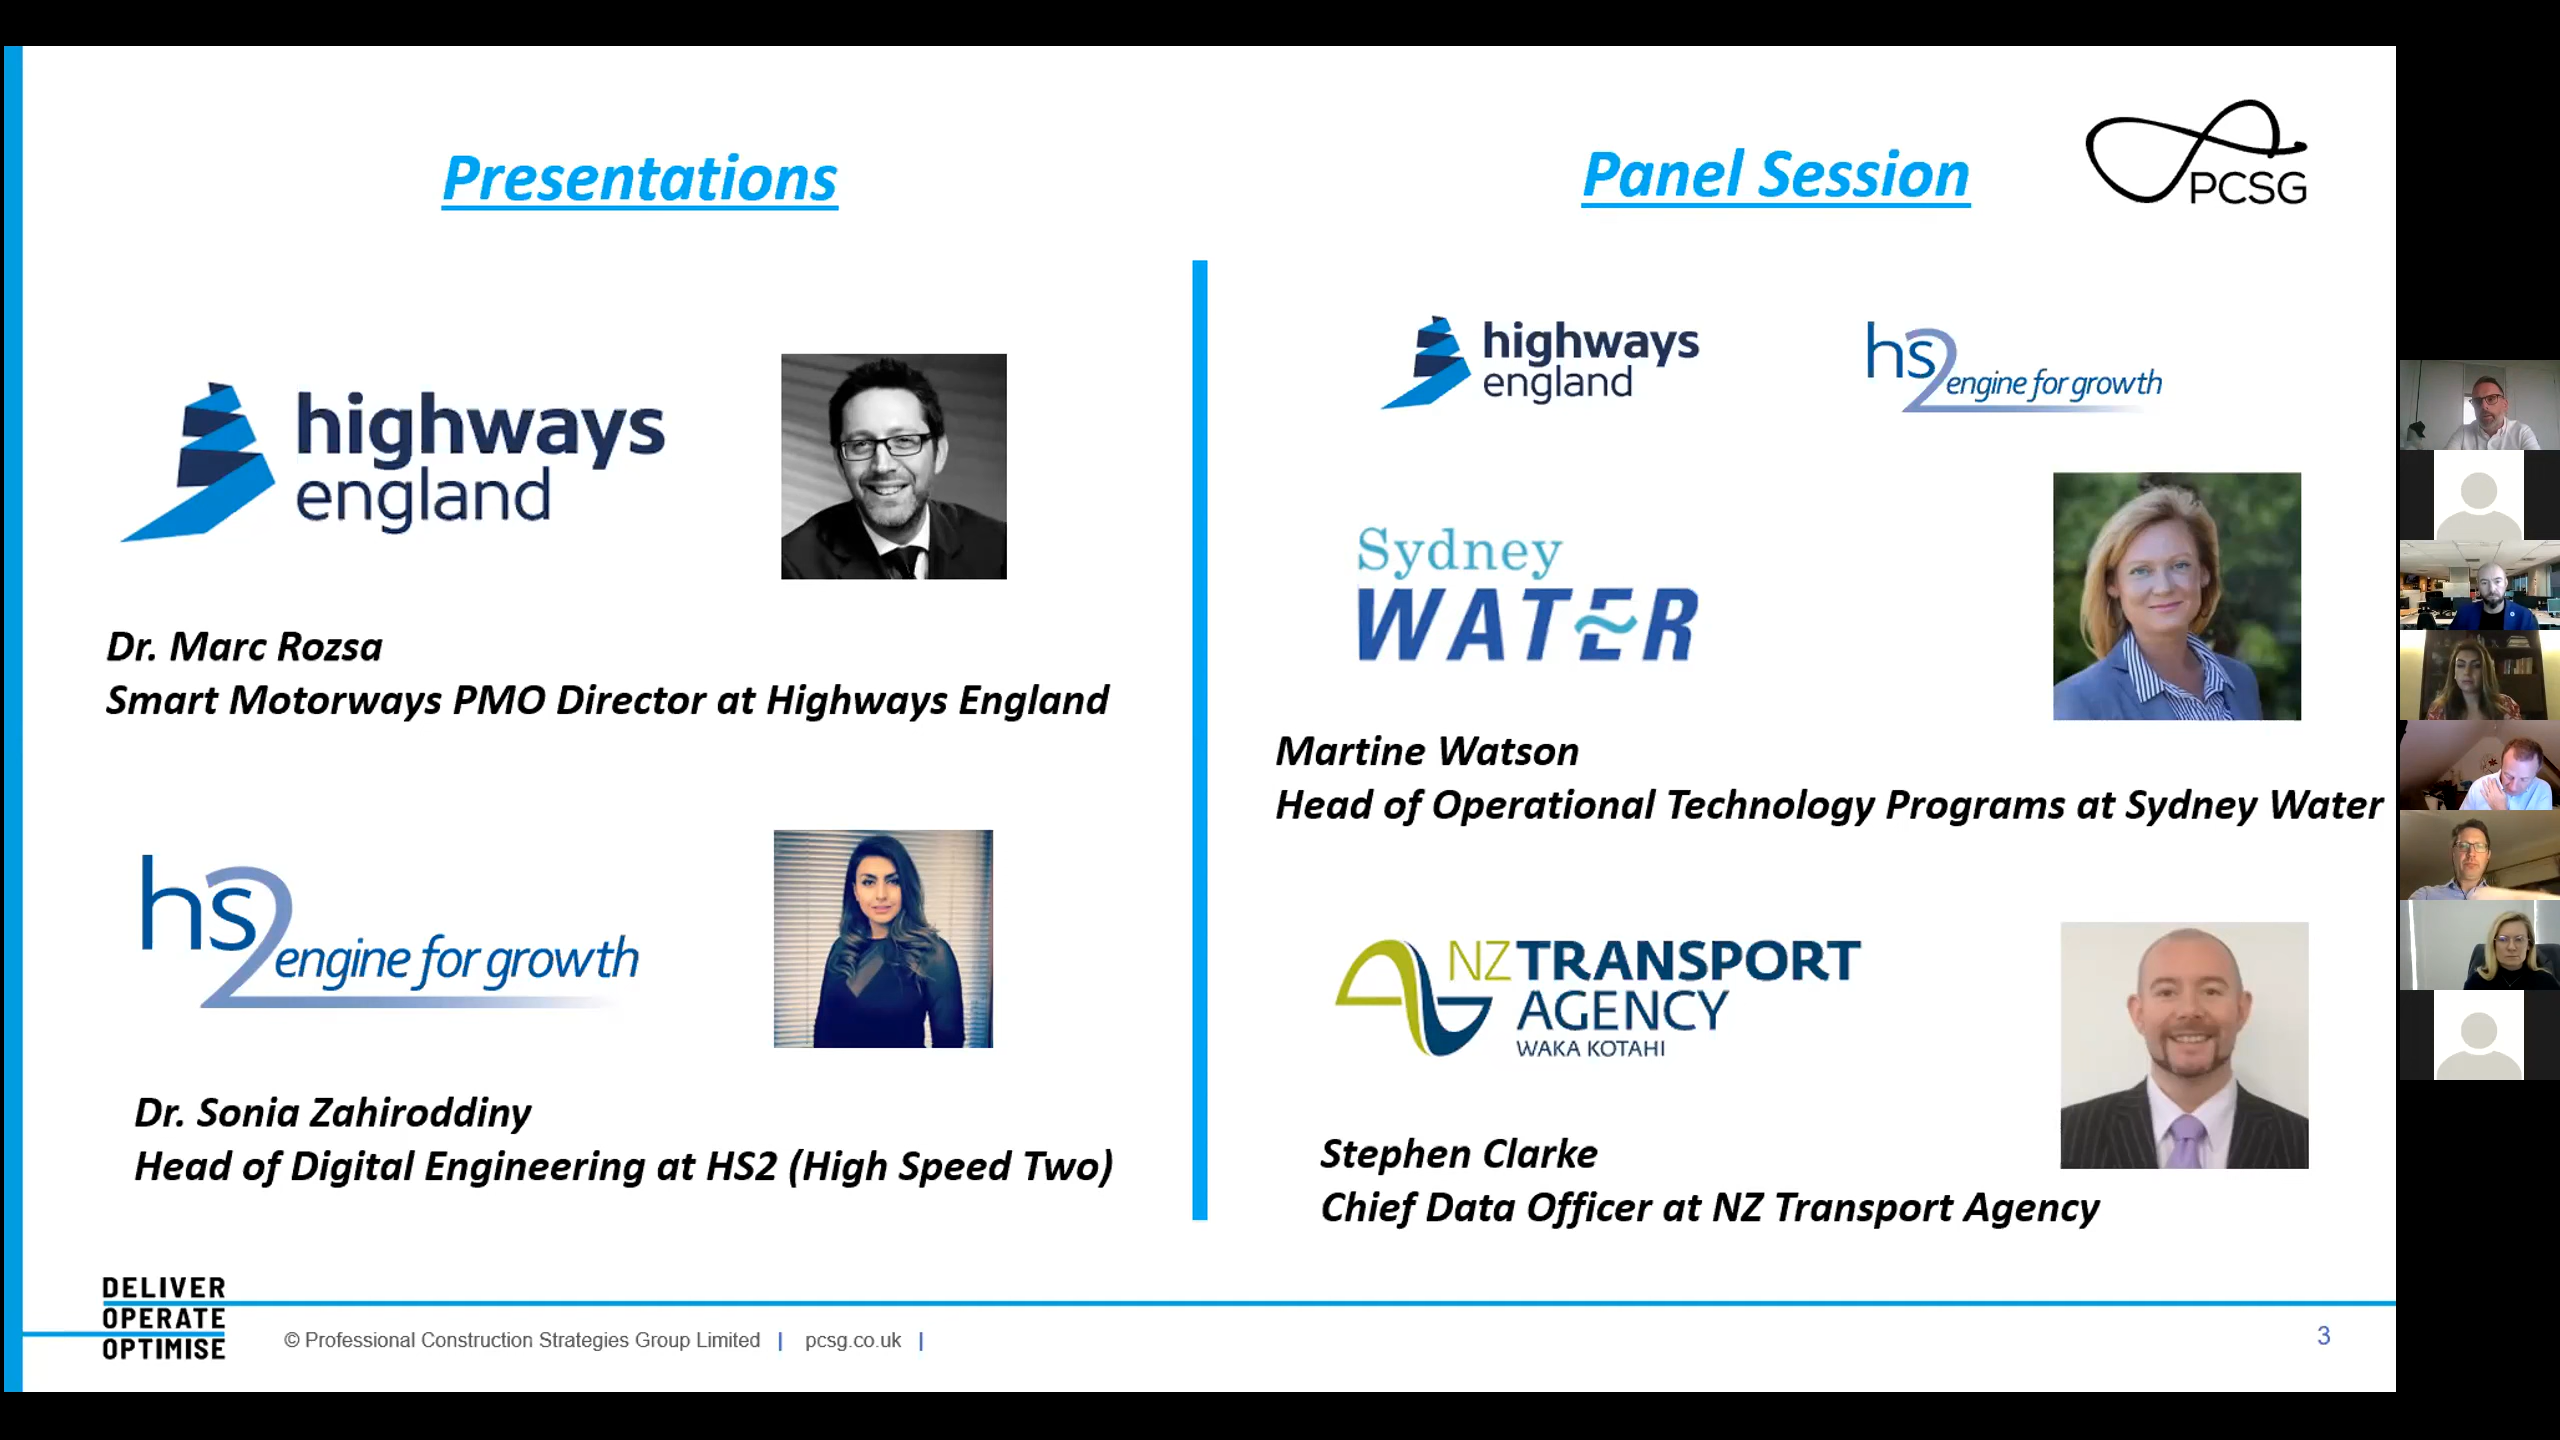 Presentations
highways
england
Dr. Marc Rozsa
Smart Motorways PMO Director at Highways England
hs2 engine for growth
Dr. Sonia Zahiroddiny
Head of Digital Engineering at HS2 (High Speed Two)
Panel Session
PCSG
highways
england
hs2 engine for growth
Sydney
WATER
Martine Watson
Head of Operational Technology Programs at Sydney Water
NZ TRANSPORT
AGENCY
WAKA KOTAHI
Stephen Clarke
Chief Data Officer at NZ Transport Agency
DELIVER
OPERATE
OPTIMISE
© Professional Construction Strategies Group Limited | pcsg.co.uk |
3